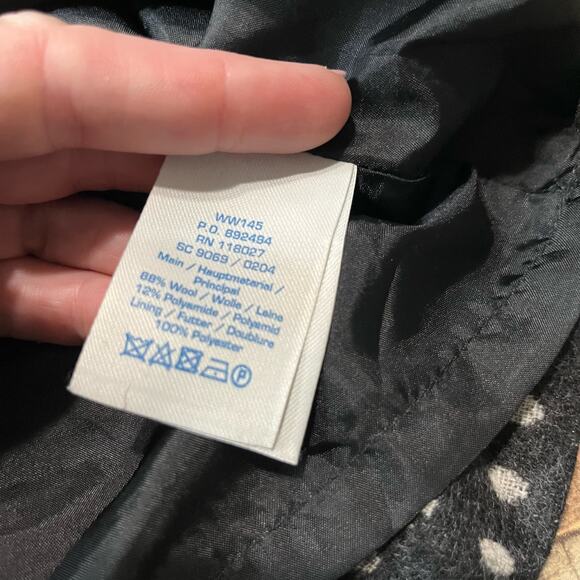 WW145
P.O. 892484
RN 118027
SC 9069 / 0204
Main / Hauptmaterial /
Principal
88% Wool / Wolle / Laine
12% Polyamide / Polyamid
Lining / Futter / Doublure
100% Polyester
P